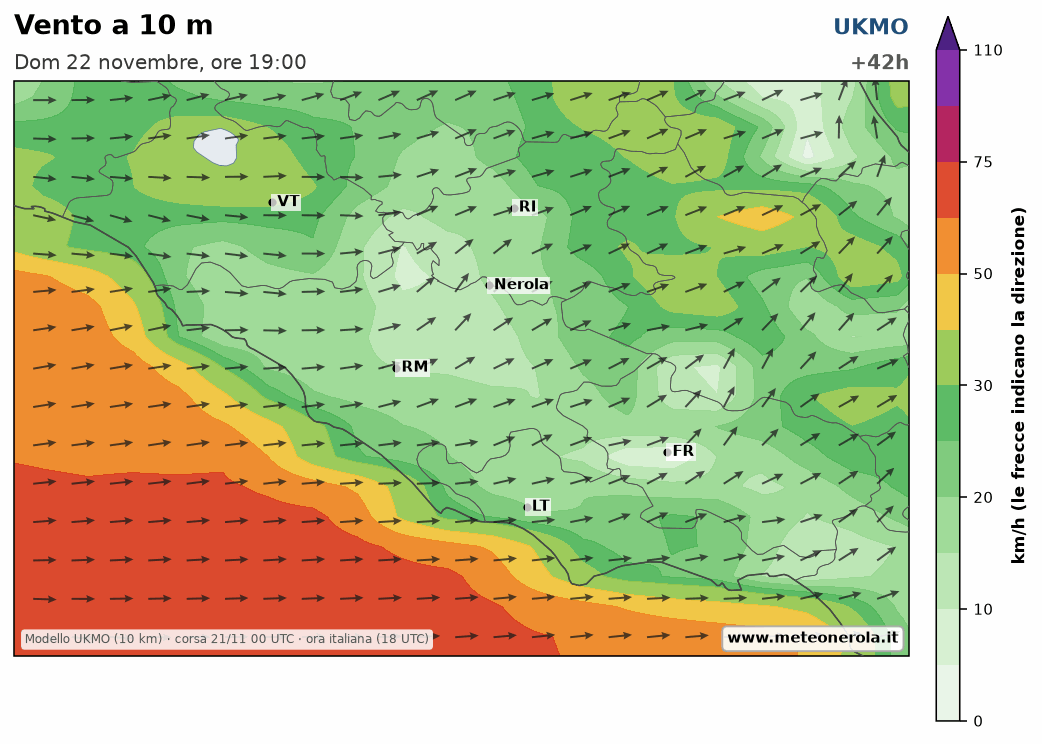 Vento a 10 m
UKMO
Dom 22 novembre, ore 19:00
+42h
VT
RI
Nerola
RM
FR
LT
Modello UKMO (10 km) · corsa 21/11 00 UTC · ora italiana (18 UTC)
www.meteonerola.it
110
75
50
30
20
10
0
km/h (le frecce indicano la direzione)